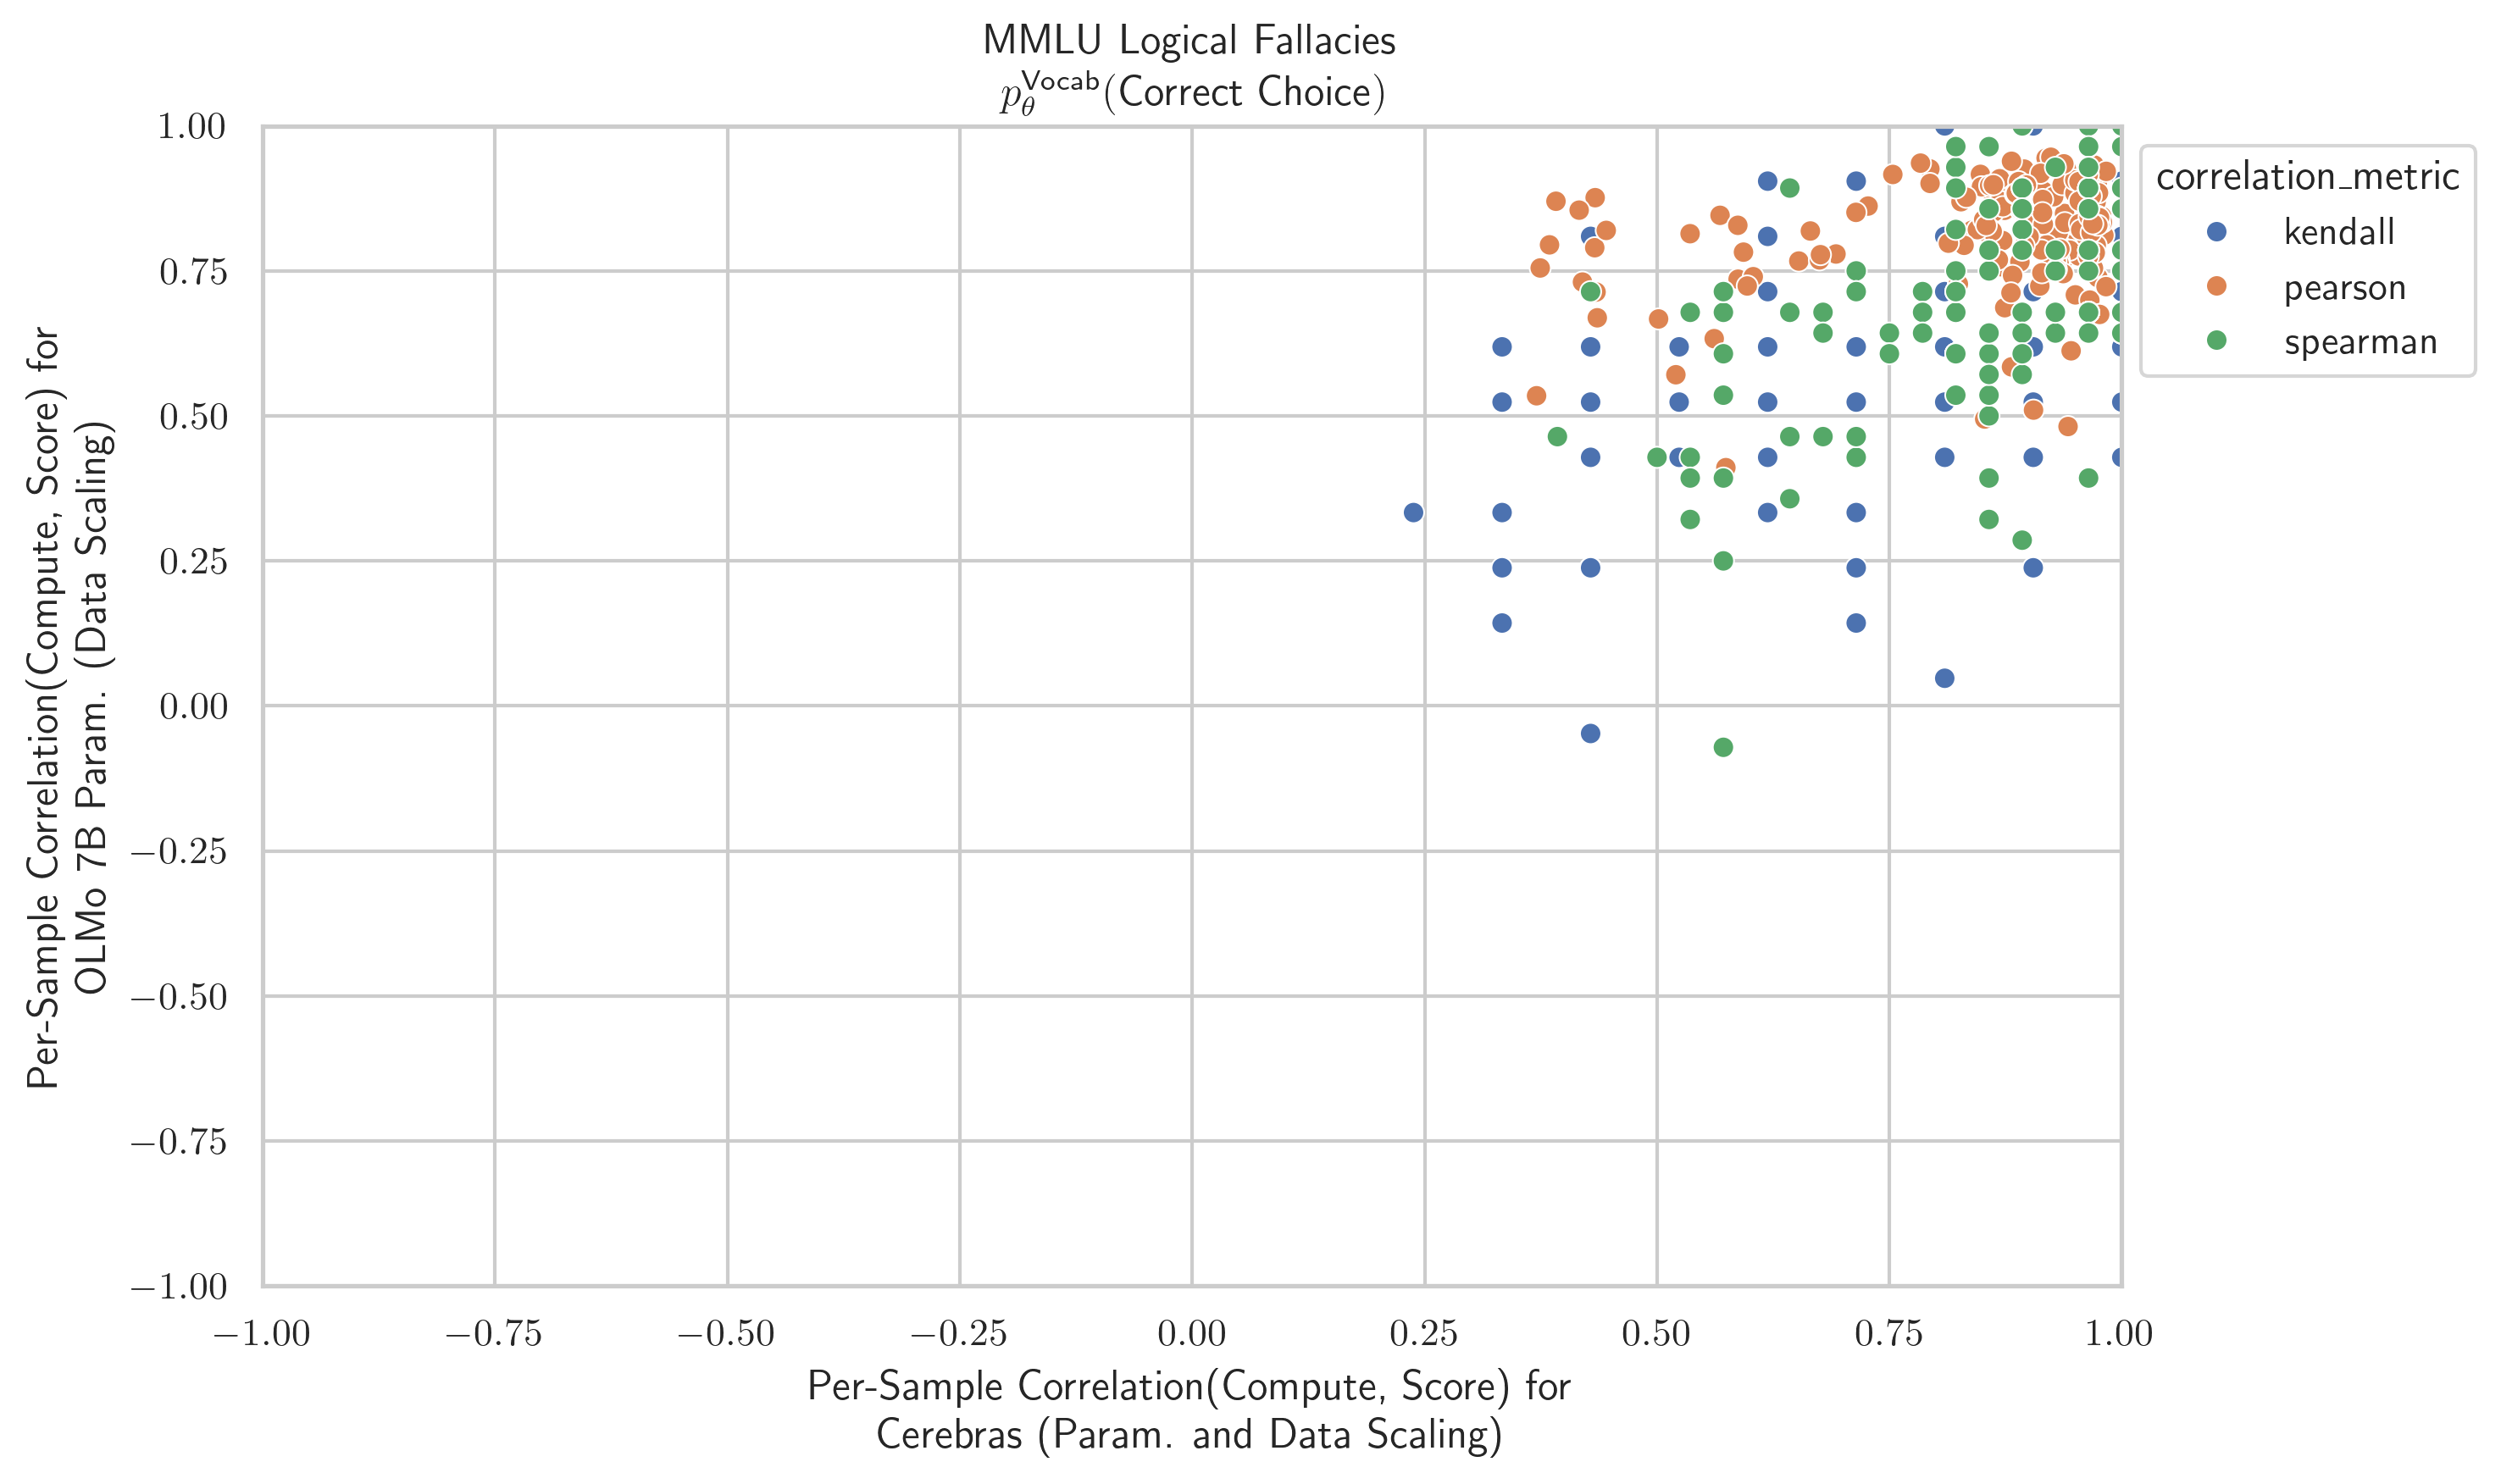 MMLU Logical Fallacies
p_θ^Vocab(Correct Choice)
Per-Sample Correlation(Compute, Score) for
OLMo 7B Param. (Data Scaling)
1.00
0.75
0.50
0.25
0.00
−0.25
−0.50
−0.75
−1.00
−1.00
−0.75
−0.50
−0.25
0.00
0.25
0.50
0.75
1.00
Per-Sample Correlation(Compute, Score) for
Cerebras (Param. and Data Scaling)
correlation_metric
kendall
pearson
spearman